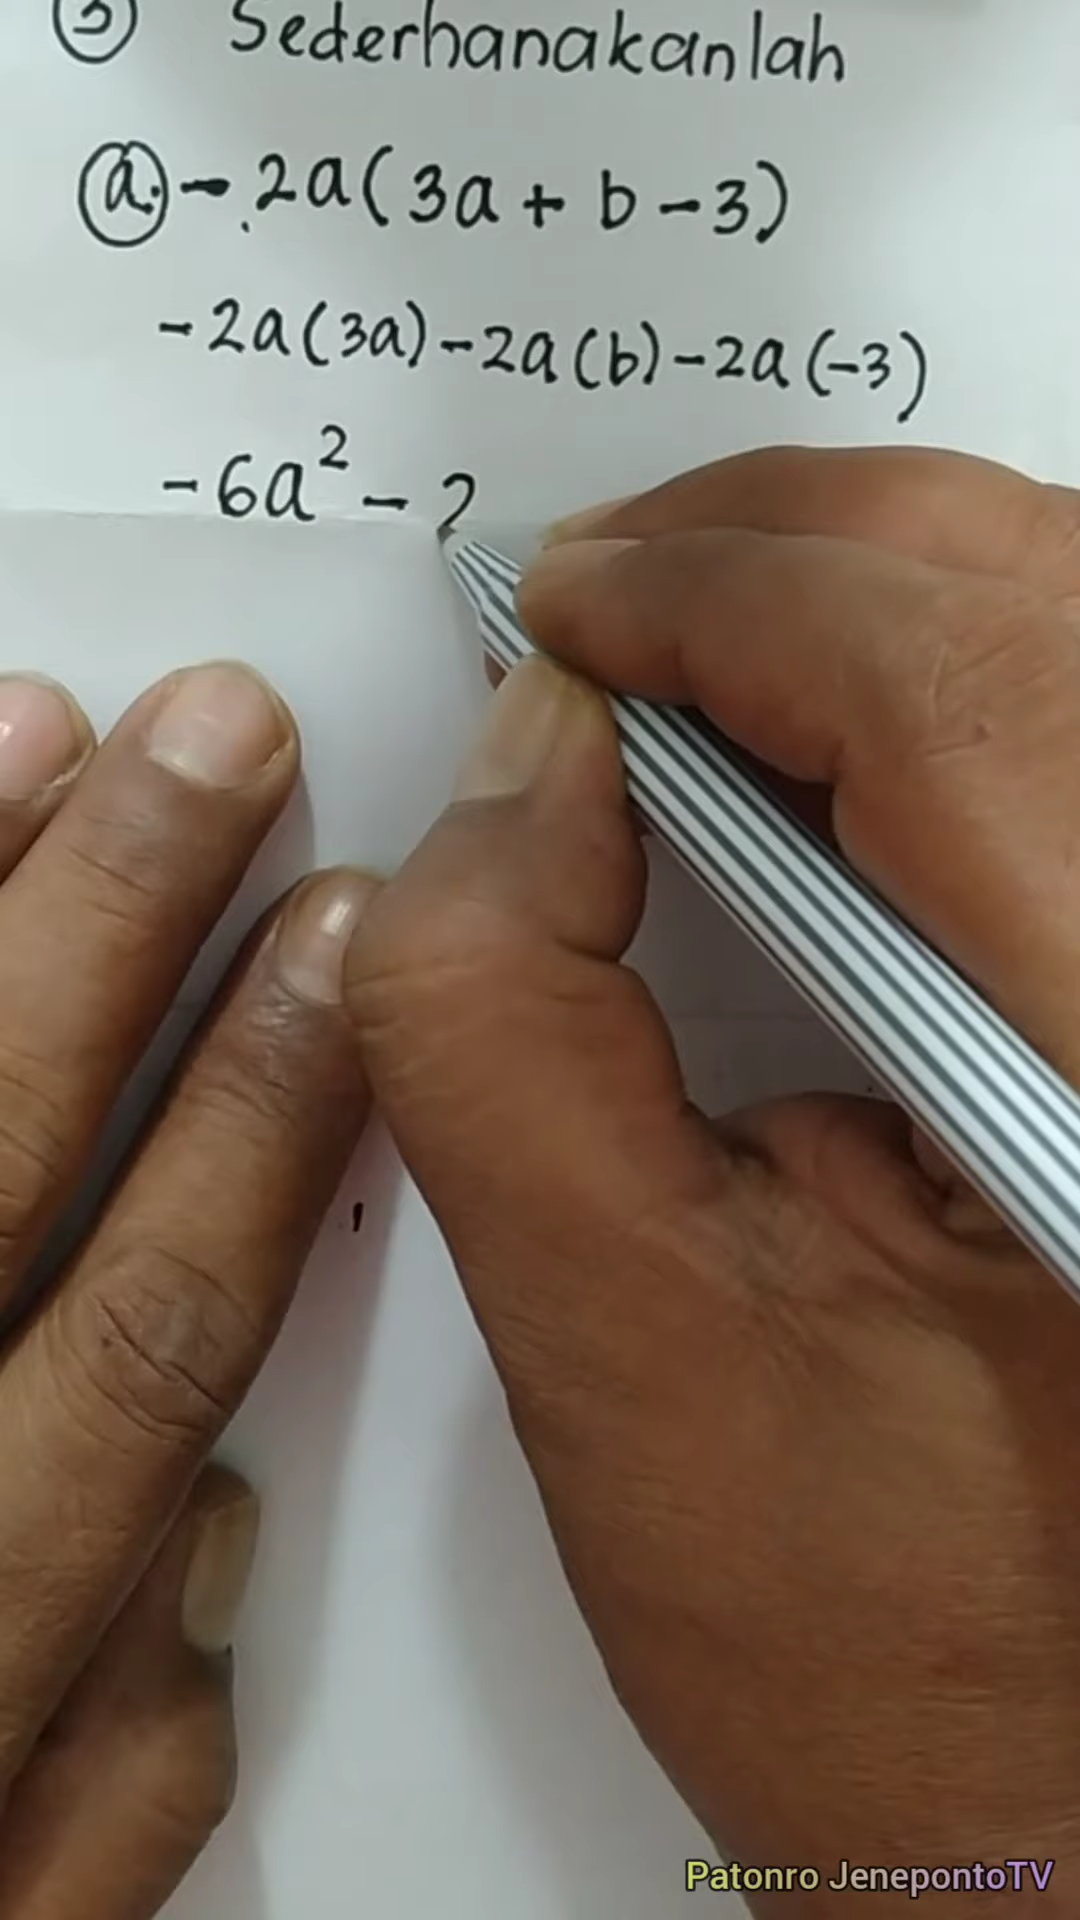 ③ Sederhanakanlah
ⓐ. - 2a(3a + b - 3)
-2a(3a) -2a(b) -2a(-3)
-6a² - 2
Patonro JenepontoTV